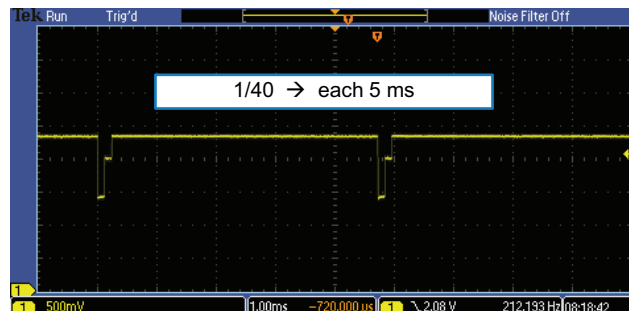 Tek Run Trig'd Noise Filter Off
T
T
1/40 → each 5 ms
1
1 500mV 1.00ms -720.000 us 1 \ 2.08 V 212.193 Hz 08:18:42